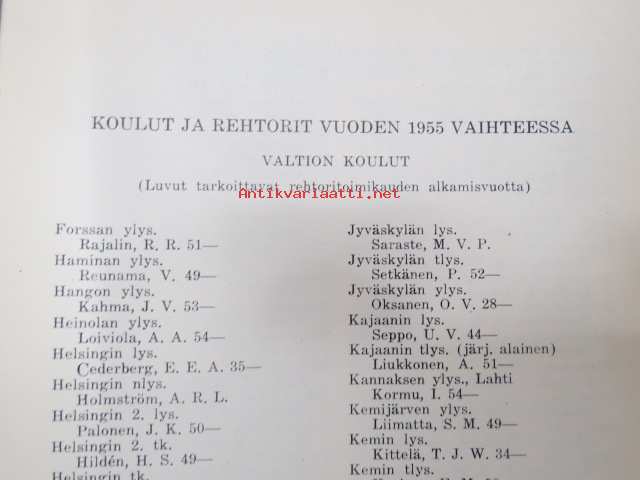 KOULUT JA REHTORIT VUODEN 1955 VAIHTEESSA
VALTION KOULUT
(Luvut tarkoittavat rehtoritoimikauden alkamisvuotta)
Antikvariaatti.net
Forssan ylys.
Rajalin, R. R. 51—
Haminan ylys.
Reunama, V. 49—
Hangon ylys.
Kahma, J. V. 53—
Heinolan ylys.
Loiviola, A. A. 54—
Helsingin lys.
Cederberg, E. E. A. 35—
Helsingin nlys.
Holmström, A. R. L.
Helsingin 2. lys.
Palonen, J. K. 50—
Helsingin 2. tk.
Hildén, H. S. 49—
Helsingin tk.
Jyväskylän lys.
Saraste, M. V. P.
Jyväskylän tlys.
Setkänen, P. 52—
Jyväskylän ylys.
Oksanen, O. V. 28—
Kajaanin lys.
Seppo, U. V. 44—
Kajaanin tlys. (järj. alainen)
Liukkonen, A. 51—
Kannaksen ylys., Lahti
Kormu, I. 54—
Kemijärven ylys.
Liimatta, S. M. 49—
Kemin lys.
Kittelä, T. J. W. 34—
Kemin tlys.